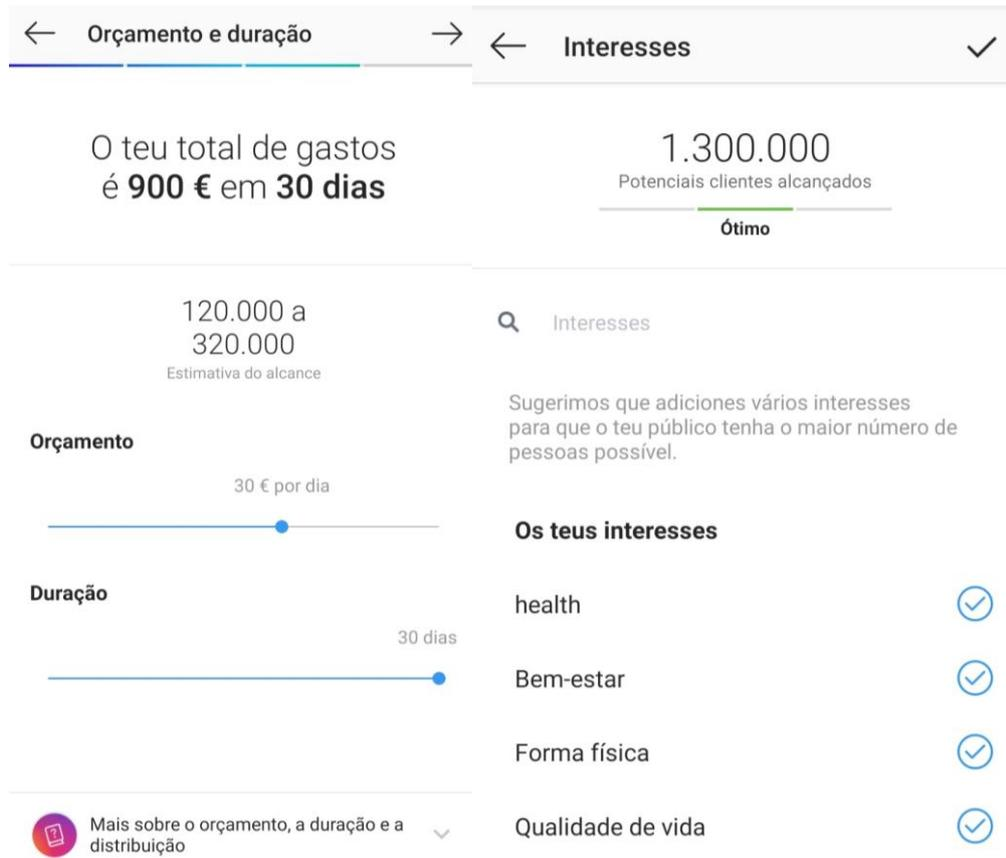 Orçamento e duração
O teu total de gastos
é 900 € em 30 dias
120.000 a
320.000
Estimativa do alcance
Orçamento
30 € por dia
Duração
30 dias
Mais sobre o orçamento, a duração e a
distribuição
Interesses
1.300.000
Potenciais clientes alcançados
Ótimo
Interesses
Sugerimos que adiciones vários interesses
para que o teu público tenha o maior número de
pessoas possível.
Os teus interesses
health
Bem-estar
Forma física
Qualidade de vida